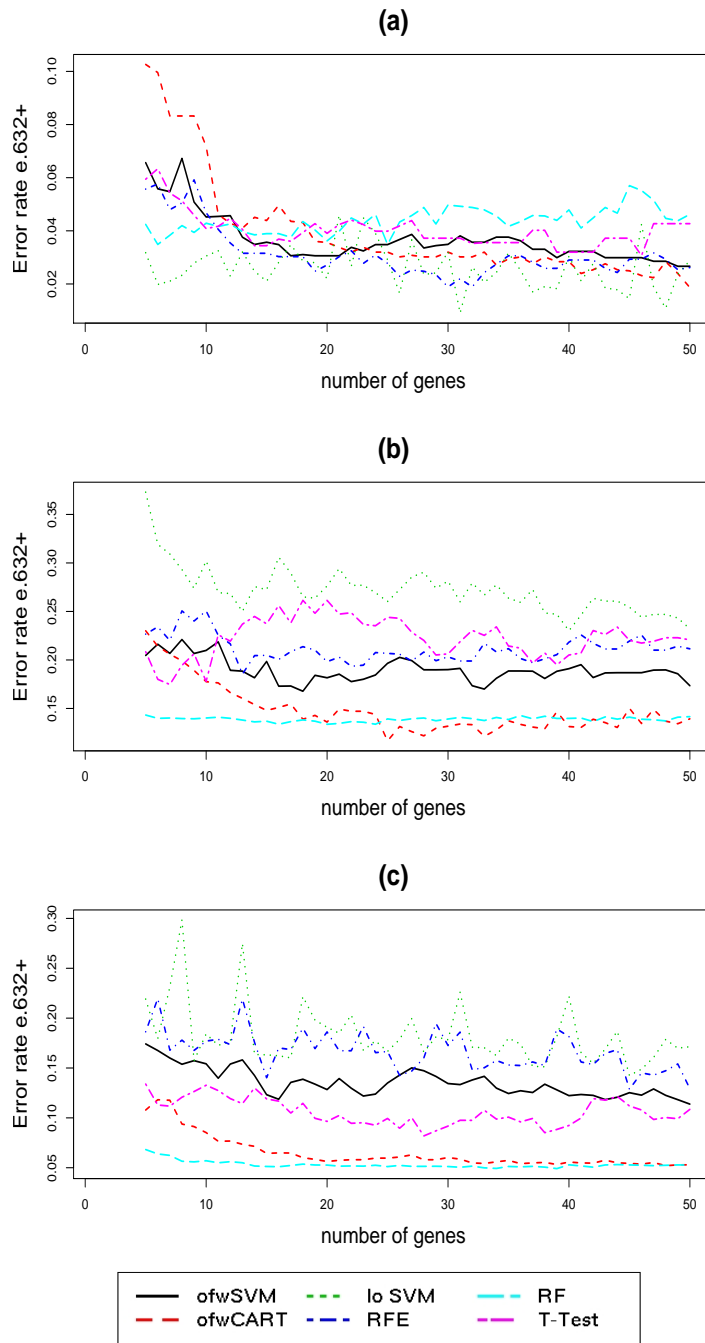 (a)
Error rate e.632+
0.10
0.08
0.06
0.04
0.02
0 10 20 30 40 50
number of genes
(b)
Error rate e.632+
0.35
0.30
0.25
0.20
0.15
0 10 20 30 40 50
number of genes
(c)
Error rate e.632+
0.30
0.25
0.20
0.15
0.10
0.05
0 10 20 30 40 50
number of genes
ofwSVM lo SVM RF
ofwCART RFE T-Test